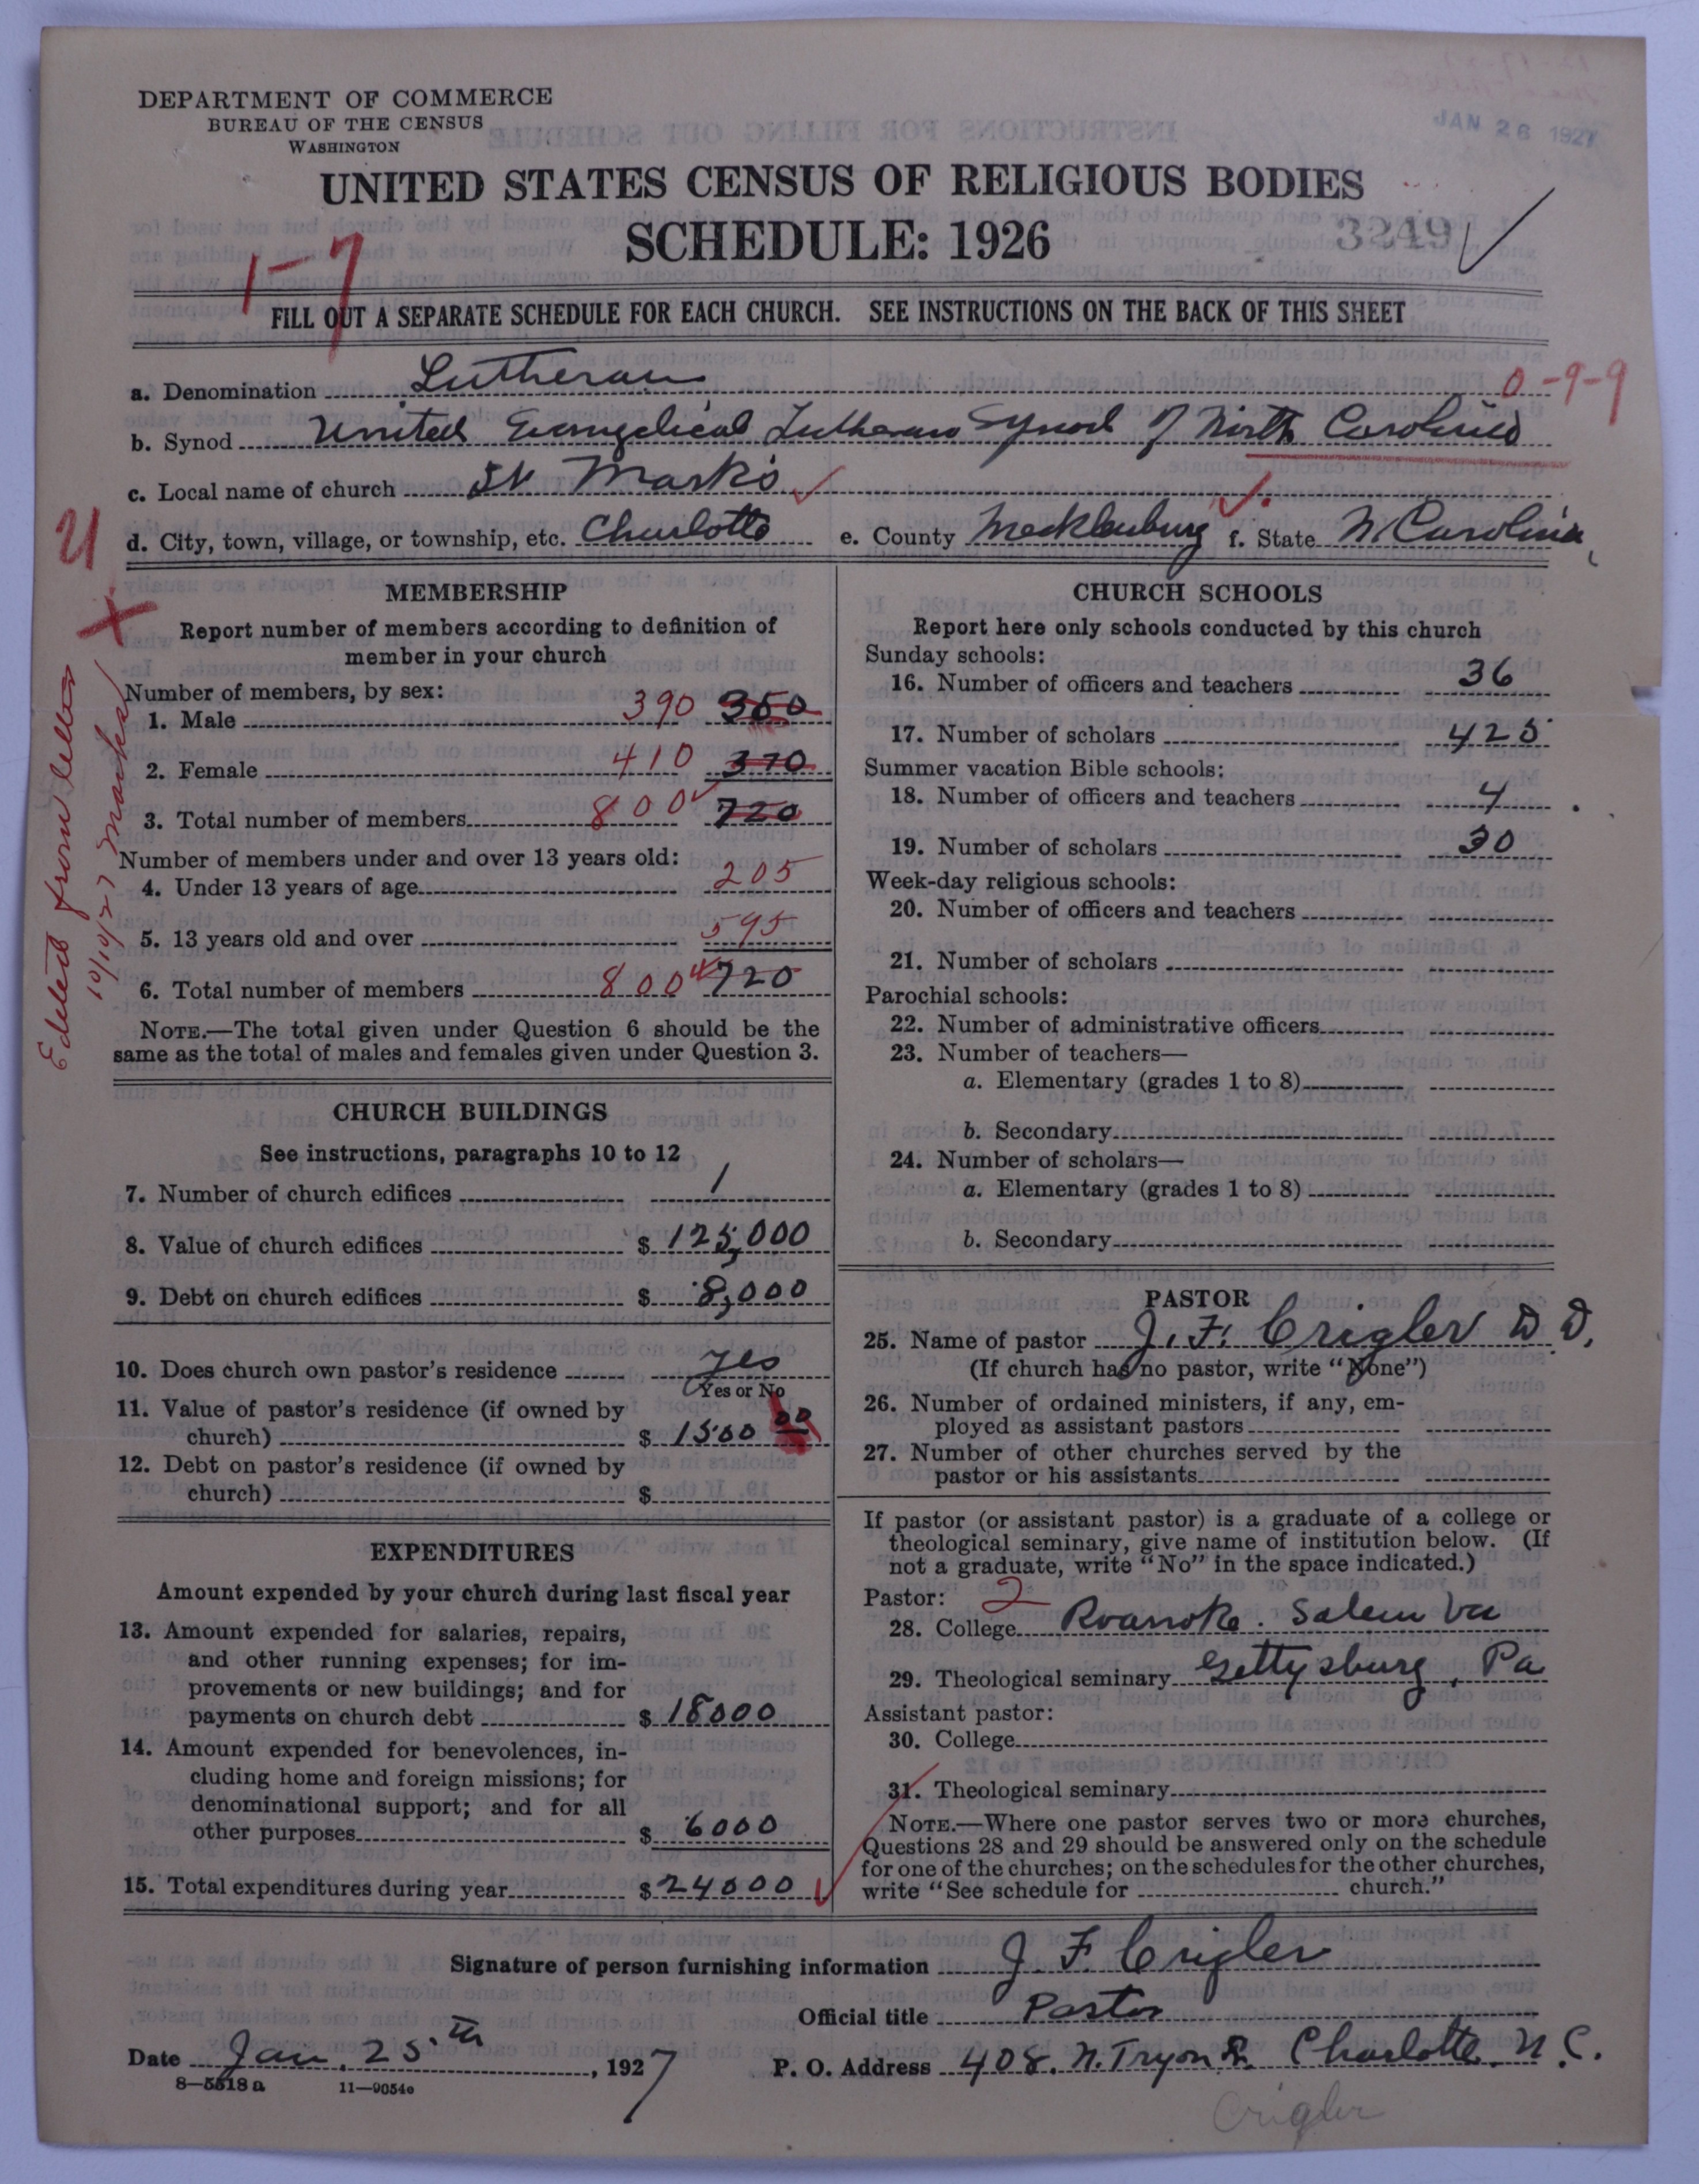 DEPARTMENT OF COMMERCE
BUREAU OF THE CENSUS
WASHINGTON
JAN 26 1927
UNITED STATES CENSUS OF RELIGIOUS BODIES
SCHEDULE: 1926
3249
1-7
FILL OUT A SEPARATE SCHEDULE FOR EACH CHURCH. SEE INSTRUCTIONS ON THE BACK OF THIS SHEET
a. Denomination Lutheran 0-9-9
b. Synod United Evangelical Lutheran Synod of North Carolina
c. Local name of church St Mark's
d. City, town, village, or township, etc. Charlotte e. County Mecklenburg f. State N. Carolina
Edited from letter
10/10/27
MEMBERSHIP
Report number of members according to definition of
member in your church
Number of members, by sex:
1. Male 390 350
2. Female 410 370
3. Total number of members 800 720
Number of members under and over 13 years old:
4. Under 13 years of age 205
5. 13 years old and over 595
6. Total number of members 800 720
NOTE.—The total given under Question 6 should be the
same as the total of males and females given under Question 3.
CHURCH BUILDINGS
See instructions, paragraphs 10 to 12
7. Number of church edifices 1
8. Value of church edifices $ 125,000
9. Debt on church edifices $ 8,000
10. Does church own pastor's residence yes
Yes or No
11. Value of pastor's residence (if owned by
church) $ 1500 00
12. Debt on pastor's residence (if owned by
church) $
EXPENDITURES
Amount expended by your church during last fiscal year
13. Amount expended for salaries, repairs,
and other running expenses; for im-
provements or new buildings; and for
payments on church debt $ 18000
14. Amount expended for benevolences, in-
cluding home and foreign missions; for
denominational support; and for all
other purposes $ 6000
15. Total expenditures during year $ 24000
CHURCH SCHOOLS
Report here only schools conducted by this church
Sunday schools:
16. Number of officers and teachers 36
17. Number of scholars 425
Summer vacation Bible schools:
18. Number of officers and teachers 4
19. Number of scholars 30
Week-day religious schools:
20. Number of officers and teachers
21. Number of scholars
Parochial schools:
22. Number of administrative officers
23. Number of teachers—
a. Elementary (grades 1 to 8)
b. Secondary
24. Number of scholars—
a. Elementary (grades 1 to 8)
b. Secondary
PASTOR
25. Name of pastor J. F. Crigler D D.
(If church has no pastor, write "None")
26. Number of ordained ministers, if any, em-
ployed as assistant pastors
27. Number of other churches served by the
pastor or his assistants
If pastor (or assistant pastor) is a graduate of a college or
theological seminary, give name of institution below. (If
not a graduate, write "No" in the space indicated.)
Pastor: 2
28. College Roanoke. Salem Va
29. Theological seminary Gettysburg, Pa
Assistant pastor:
30. College
31. Theological seminary
NOTE.—Where one pastor serves two or more churches,
Questions 28 and 29 should be answered only on the schedule
for one of the churches; on the schedules for the other churches,
write "See schedule for church."
Signature of person furnishing information J. F. Crigler
Official title Pastor
Date Jan. 25th, 1927 P. O. Address 408. N. Tryon St. Charlotte, N.C.
8—5518 a 11—9054e
Crigler